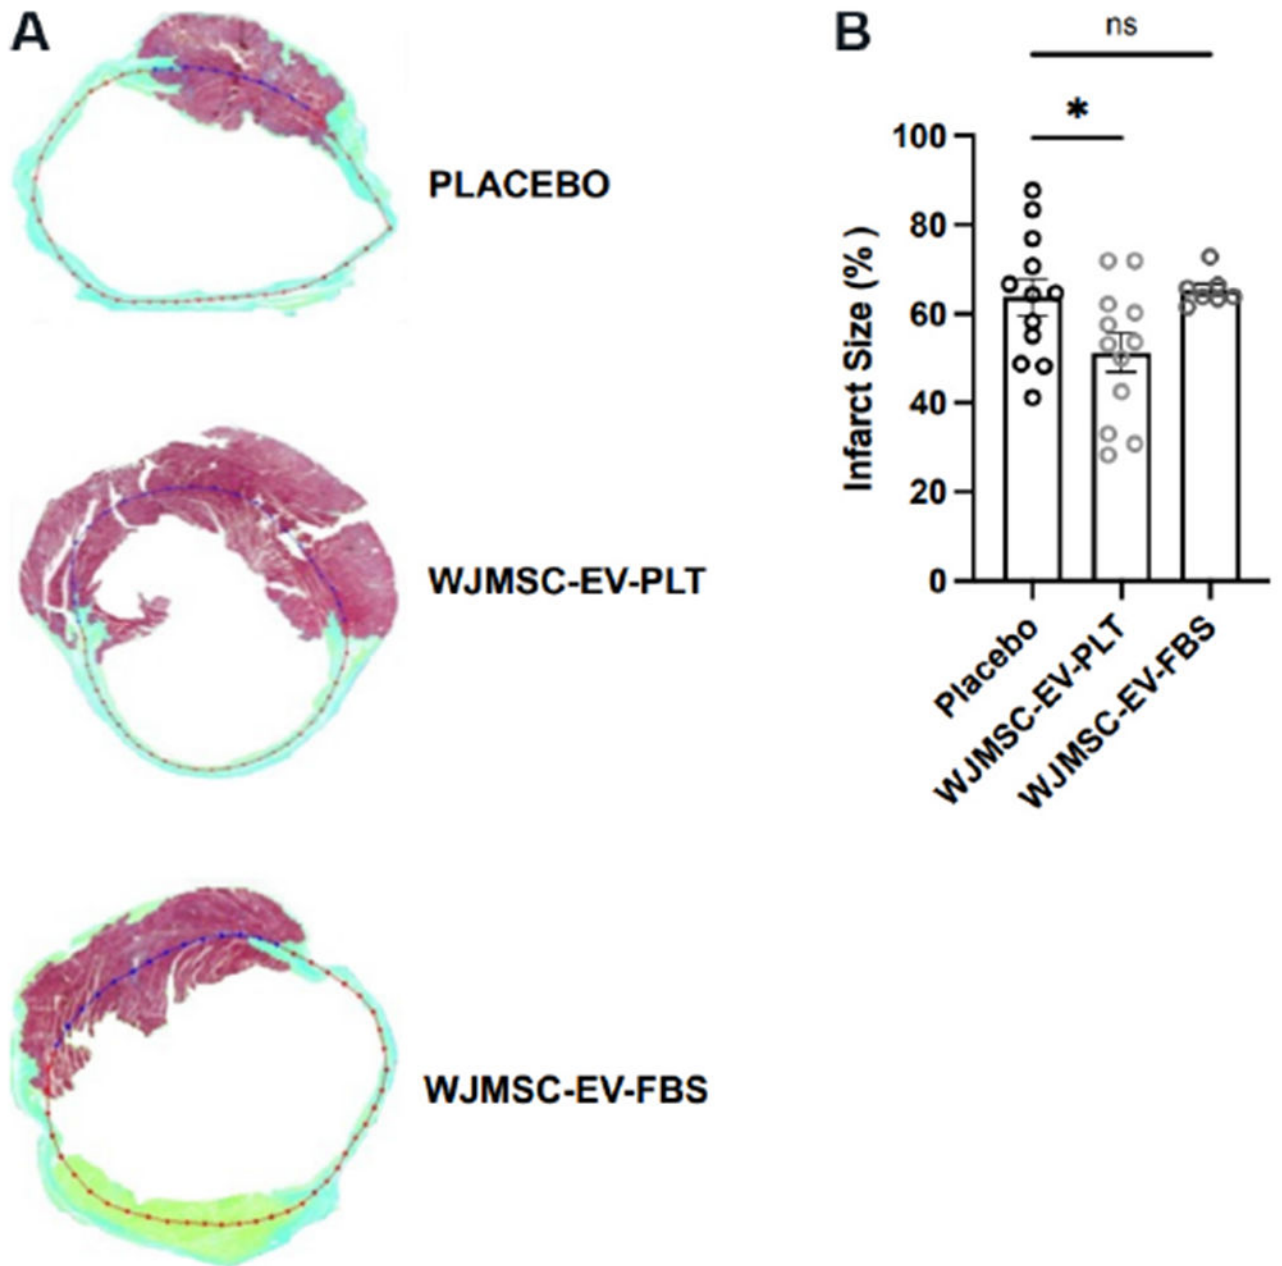 A
PLACEBO
WJMSC-EV-PLT
WJMSC-EV-FBS
B
ns
*
100
80
60
40
20
0
Infarct Size (%)
Placebo
WJMSC-EV-PLT
WJMSC-EV-FBS